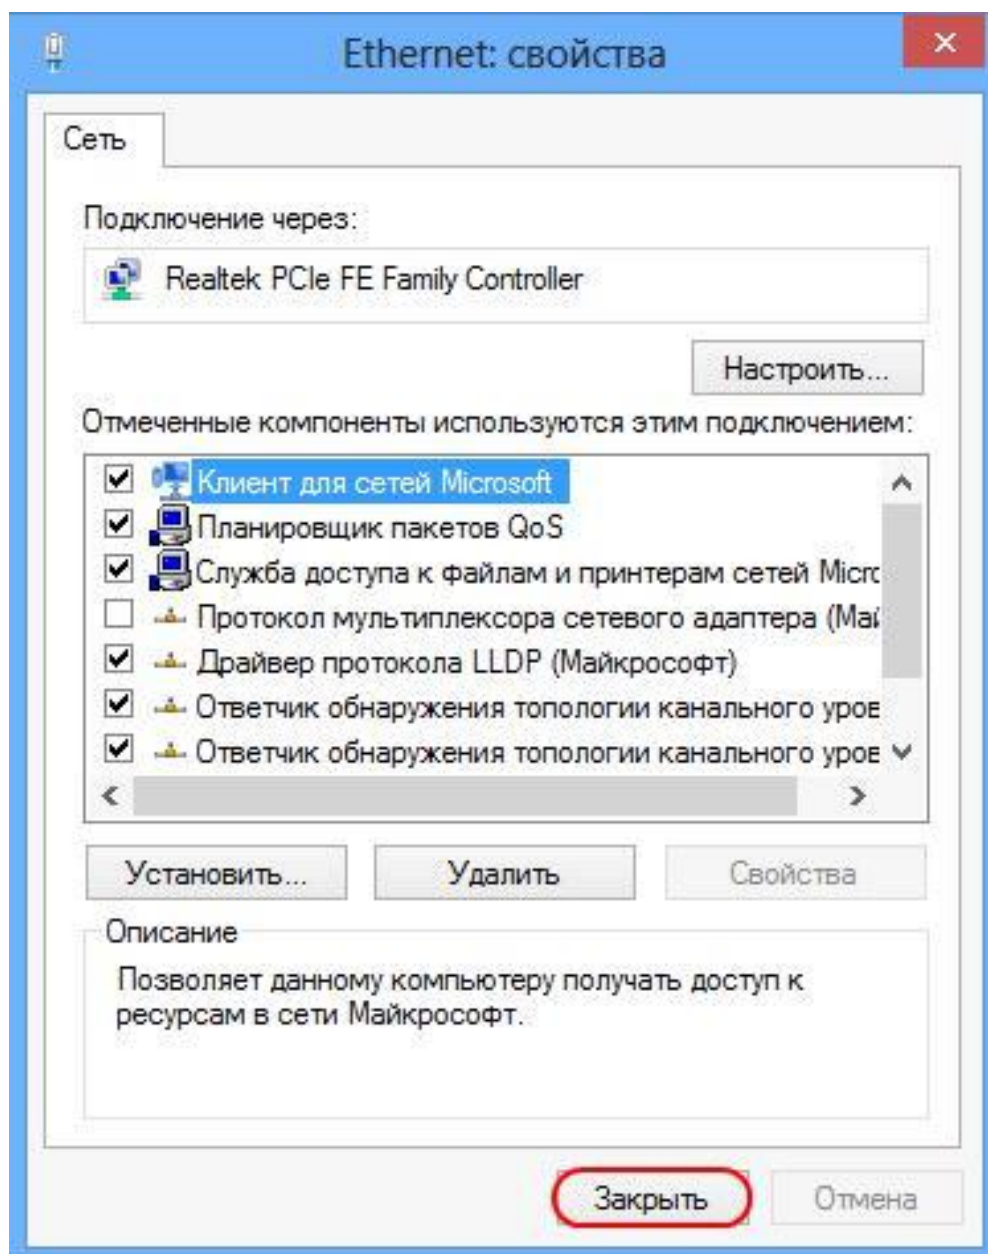 Ethernet: свойства
Сеть
Подключение через:
Realtek PCIe FE Family Controller
Настроить...
Отмеченные компоненты используются этим подключением:
Клиент для сетей Microsoft
Планировщик пакетов QoS
Служба доступа к файлам и принтерам сетей Micrо
Протокол мультиплексора сетевого адаптера (Май
Драйвер протокола LLDP (Майкрософт)
Ответчик обнаружения топологии канального уров
Ответчик обнаружения топологии канального уров
Установить...
Удалить
Свойства
Описание
Позволяет данному компьютеру получать доступ к
ресурсам в сети Майкрософт.
Закрыть
Отмена